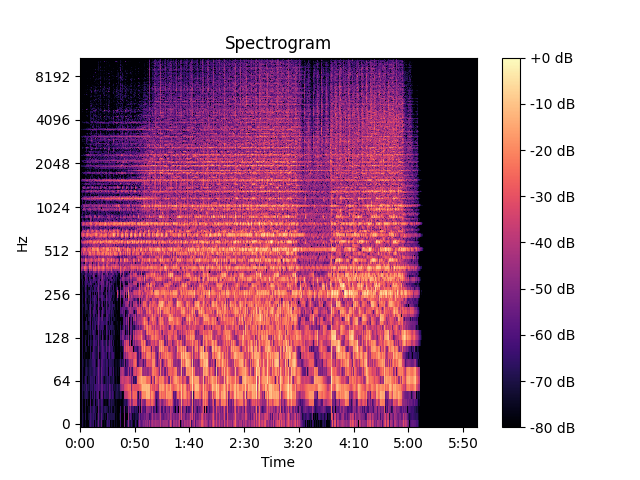 Spectrogram
8192
4096
2048
1024
512
256
128
64
0
Hz
0:00 0:50 1:40 2:30 3:20 4:10 5:00 5:50
Time
+0 dB
-10 dB
-20 dB
-30 dB
-40 dB
-50 dB
-60 dB
-70 dB
-80 dB